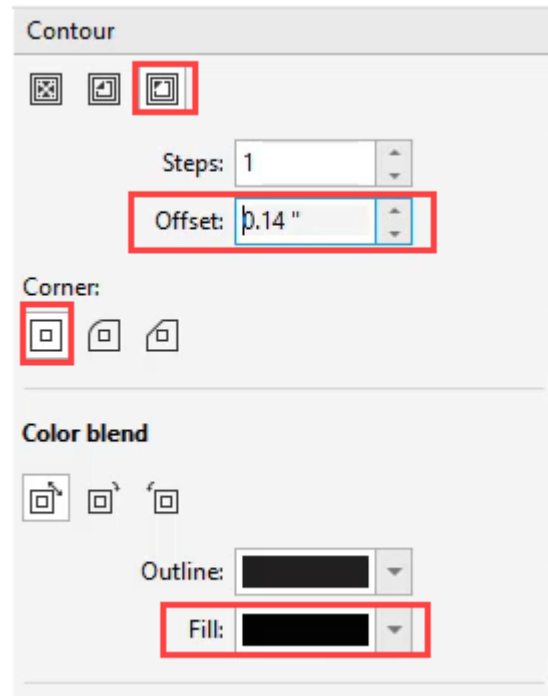 Contour
Steps: 1
Offset: 0.14 "
Corner:
Color blend
Outline:
Fill: